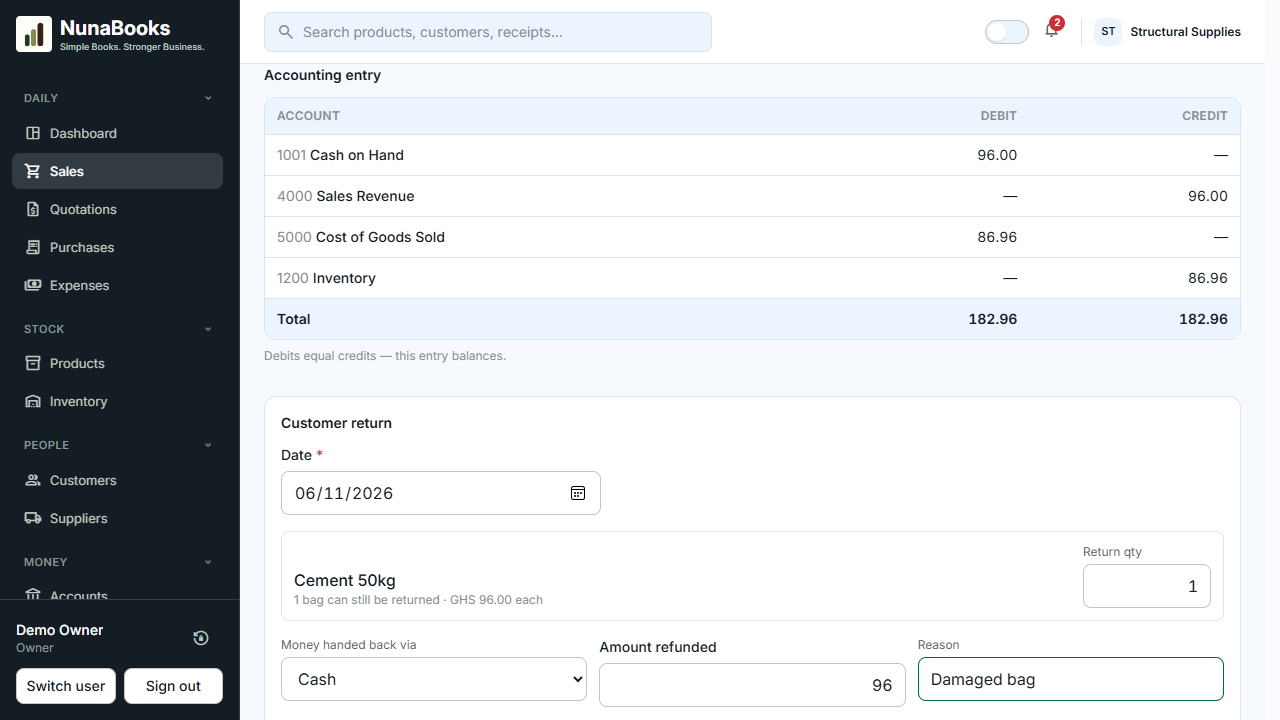 NunaBooks
Simple Books. Stronger Business.
DAILY
Dashboard
Sales
Quotations
Purchases
Expenses
STOCK
Products
Inventory
PEOPLE
Customers
Suppliers
MONEY
Accounts
Demo Owner
Owner
Switch user
Sign out
Search products, customers, receipts...
2
ST
Structural Supplies
Accounting entry
ACCOUNT DEBIT CREDIT
1001 Cash on Hand 96.00 —
4000 Sales Revenue — 96.00
5000 Cost of Goods Sold 86.96 —
1200 Inventory — 86.96
Total 182.96 182.96
Debits equal credits — this entry balances.
Customer return
Date *
06/11/2026
Return qty
Cement 50kg
1
1 bag can still be returned · GHS 96.00 each
Money handed back via
Cash
Amount refunded
96
Reason
Damaged bag